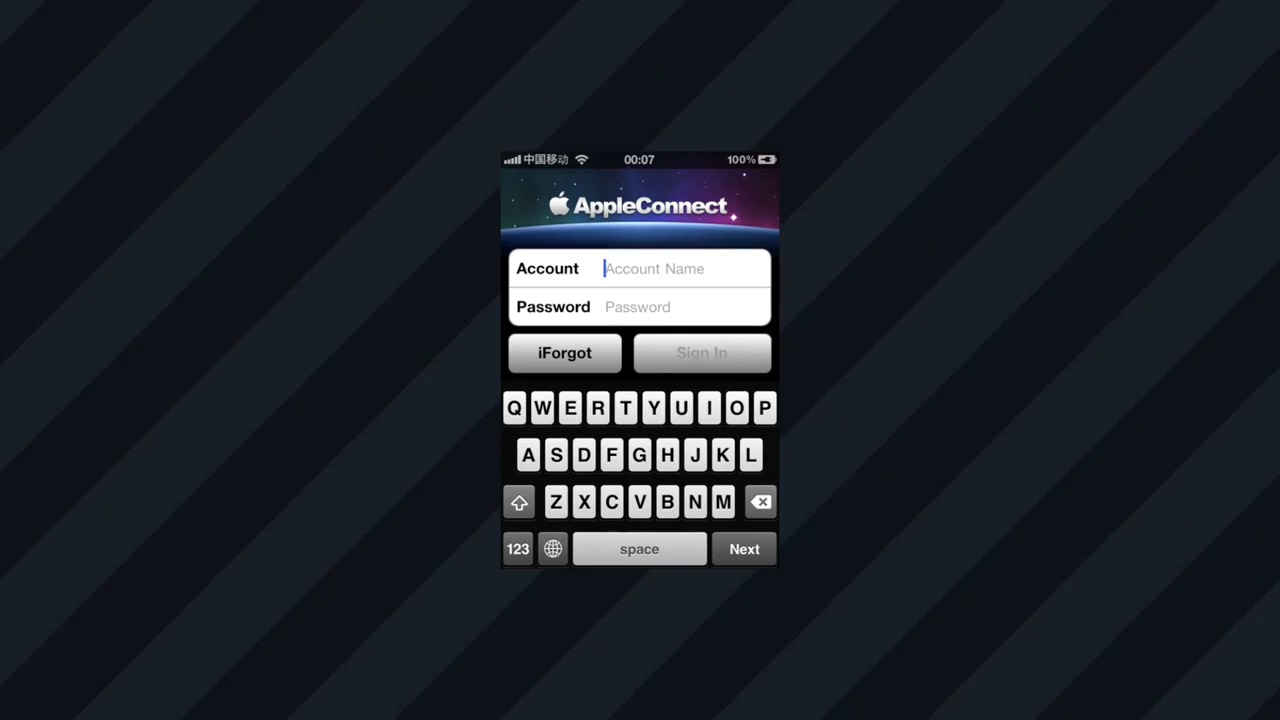 中国移动 00:07 100%
AppleConnect
Account Account Name
Password Password
iForgot Sign In
Q W E R T Y U I O P
A S D F G H J K L
Z X C V B N M
123 space Next